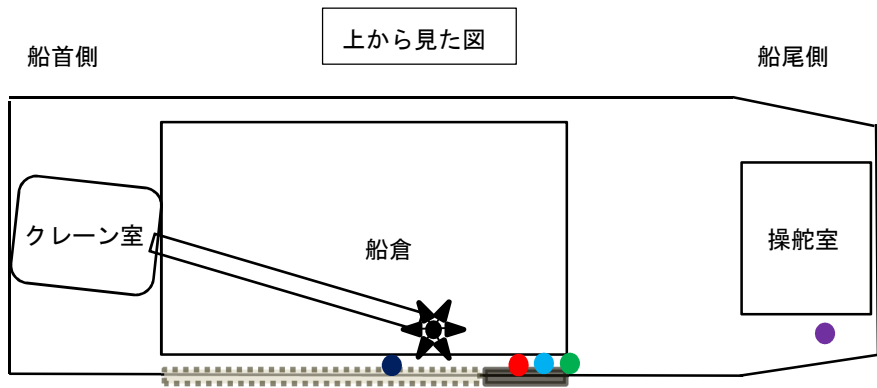 上から見た図
船首側
船尾側
クレーン室
船倉
操舵室